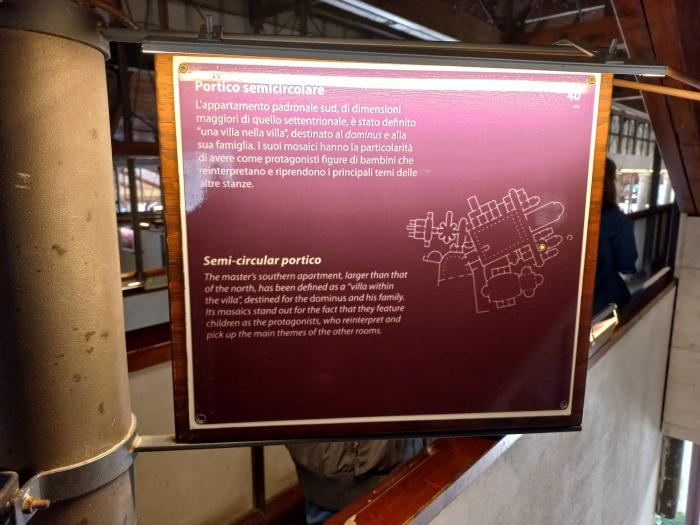 Portico semicircolare
40
L'appartamento padronale sud, di dimensioni
maggiori di quello settentrionale, è stato definito
"una villa nella villa", destinato al dominus e alla
sua famiglia. I suoi mosaici hanno la particolarità
di avere come protagonisti figure di bambini che
reinterpretano e riprendono i principali temi delle
altre stanze.
Semi-circular portico
The master's southern apartment, larger than that
of the north, has been defined as a "villa within
the villa", destined for the dominus and his family.
Its mosaics stand out for the fact that they feature
children as the protagonists, who reinterpret and
pick up the main themes of the other rooms.